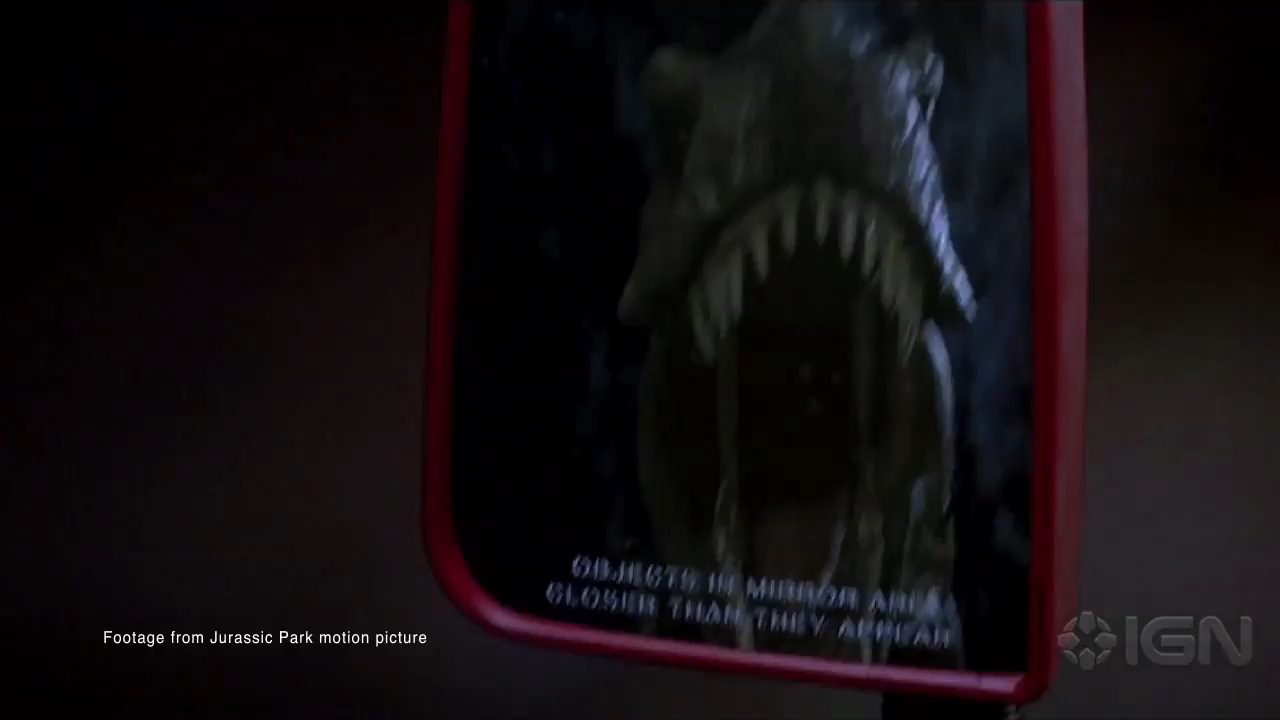 OBJECTS IN MIRROR ARE
CLOSER THAN THEY APPEAR
Footage from Jurassic Park motion picture
IGN